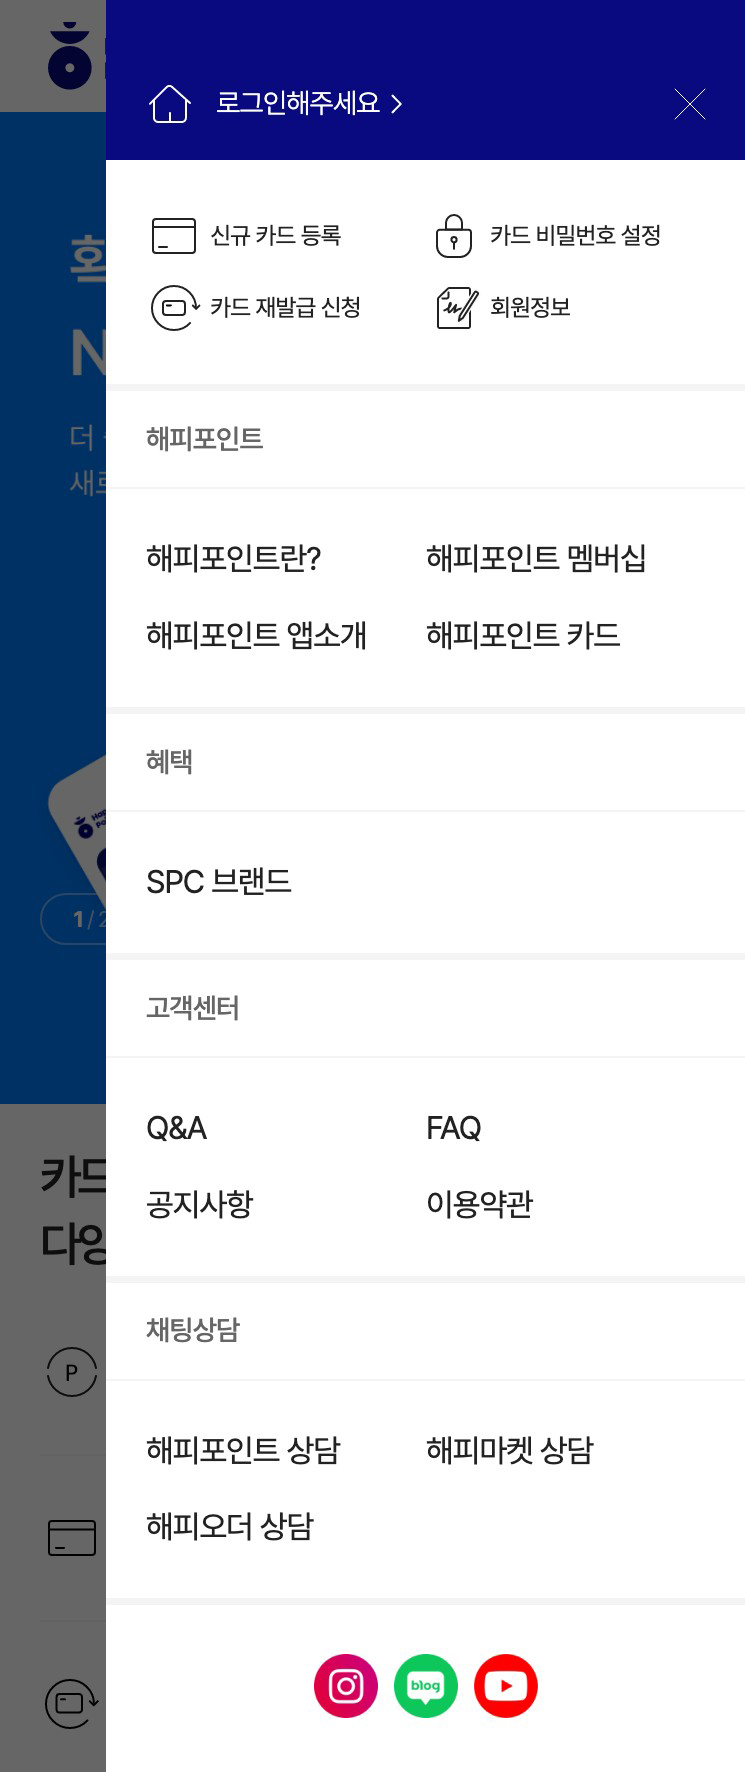 로그인해주세요
신규 카드 등록
카드 비밀번호 설정
카드 재발급 신청
회원정보
해피포인트
해피포인트란?
해피포인트 멤버십
해피포인트 앱소개
해피포인트 카드
혜택
SPC 브랜드
고객센터
Q&A
FAQ
공지사항
이용약관
채팅상담
해피포인트 상담
해피마켓 상담
해피오더 상담
blog
더
1/2
카드
P